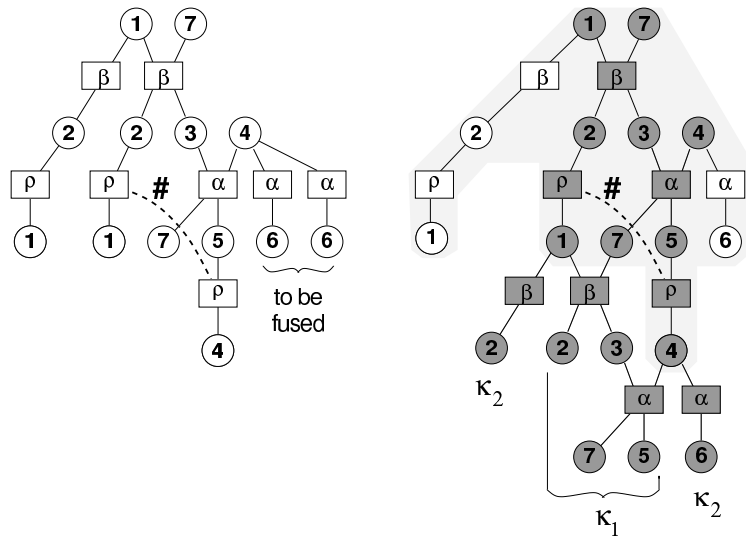 1 7 1 7
β β β β
2 2 3 4 2 2 3 4
ρ ρ # α α α ρ ρ # α α
1 1 7 5 6 6 1 1 7 5 6
ρ β β ρ
to be
fused
4 2 2 3 4
κ2
α α
7 5 6
κ1
κ2